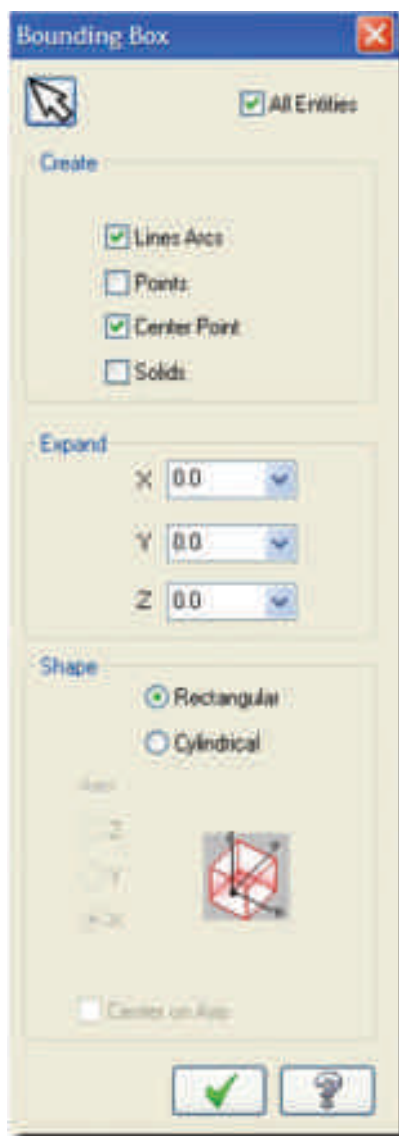 Bounding Box
All Entities
Create
Lines Arcs
Points
Center Point
Solids
Expand
X 0.0
Y 0.0
Z 0.0
Shape
Rectangular
Cylindrical
Axis
Z
Y
X
Center on Axis